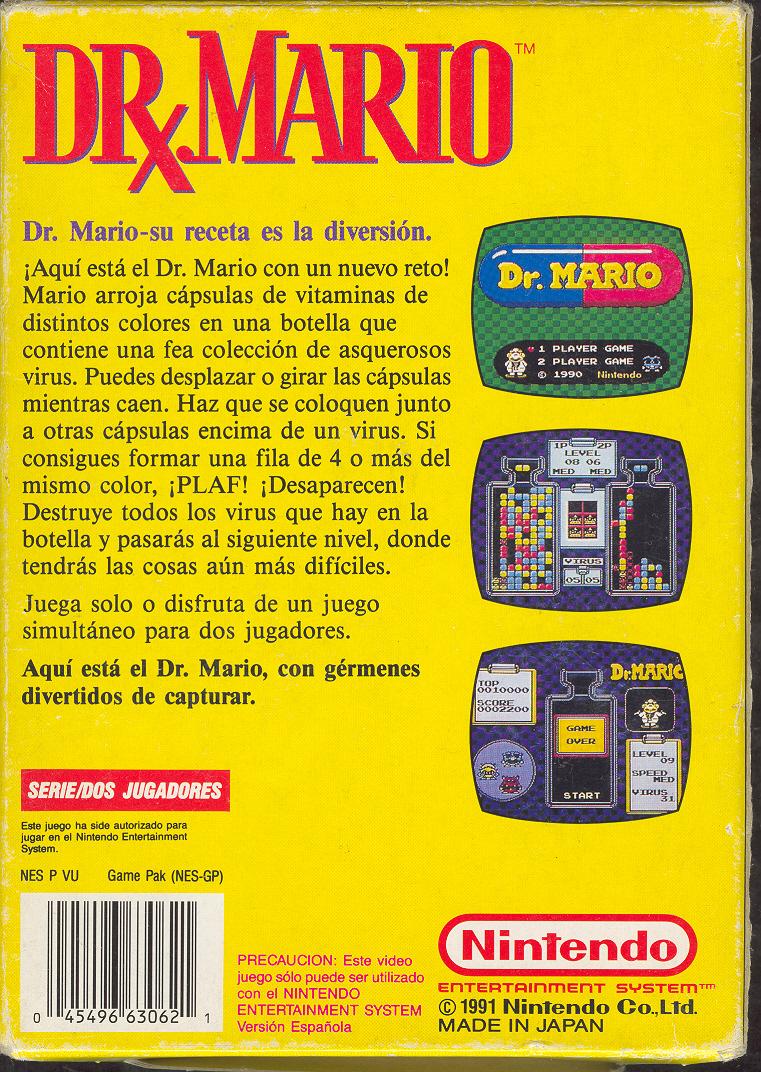 DRx.MARIO™
Dr. Mario-su receta es la diversión.
¡Aquí está el Dr. Mario con un nuevo reto!
Mario arroja cápsulas de vitaminas de
distintos colores en una botella que
contiene una fea colección de asquerosos
virus. Puedes desplazar o girar las cápsulas
mientras caen. Haz que se coloquen junto
a otras cápsulas encima de un virus. Si
consigues formar una fila de 4 o más del
mismo color, ¡PLAF! ¡Desaparecen!
Destruye todos los virus que hay en la
botella y pasarás al siguiente nivel, donde
tendrás las cosas aún más difíciles.
Juega solo o disfruta de un juego
simultáneo para dos jugadores.
Aquí está el Dr. Mario, con gérmenes
divertidos de capturar.
Dr. MARIO
1 PLAYER GAME
2 PLAYER GAME
© 1990 Nintendo
1P 2P
LEVEL
08 06
MED MED
VIRUS
05 05
Dr.MARIO
TOP
0010000
SCORE
0002200
GAME
OVER
START
LEVEL
09
SPEED
MED
VIRUS
31
SERIE/DOS JUGADORES
Este juego ha side autorizado para
jugar en el Nintendo Entertainment
System.
NES P VU Game Pak (NES-GP)
0 45496 63062 1
PRECAUCION: Este video
juego sólo puede ser utilizado
con el NINTENDO
ENTERTAINMENT SYSTEM
Versión Española
Nintendo
ENTERTAINMENT SYSTEM™
© 1991 Nintendo Co.,Ltd.
MADE IN JAPAN